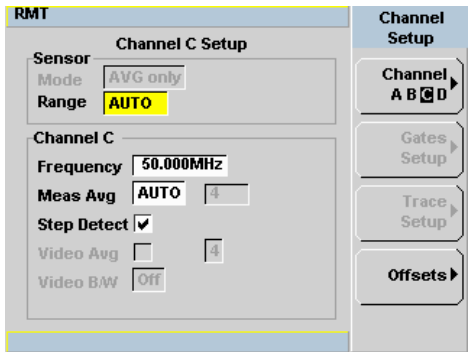 RMT
Channel C Setup
Sensor
Mode AVG only
Range AUTO
Channel C
Frequency 50.000MHz
Meas Avg AUTO 4
Step Detect
Video Avg 4
Video B/W Off
Channel
Setup
Channel
A B C D
Gates
Setup
Trace
Setup
Offsets